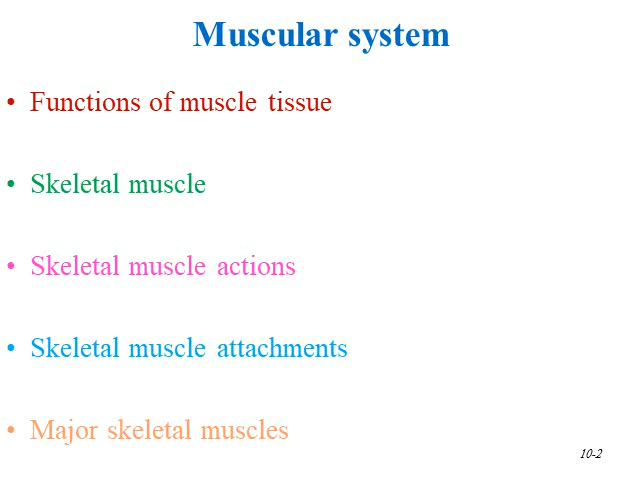 Muscular system
• Functions of muscle tissue
• Skeletal muscle
• Skeletal muscle actions
• Skeletal muscle attachments
• Major skeletal muscles
10-2